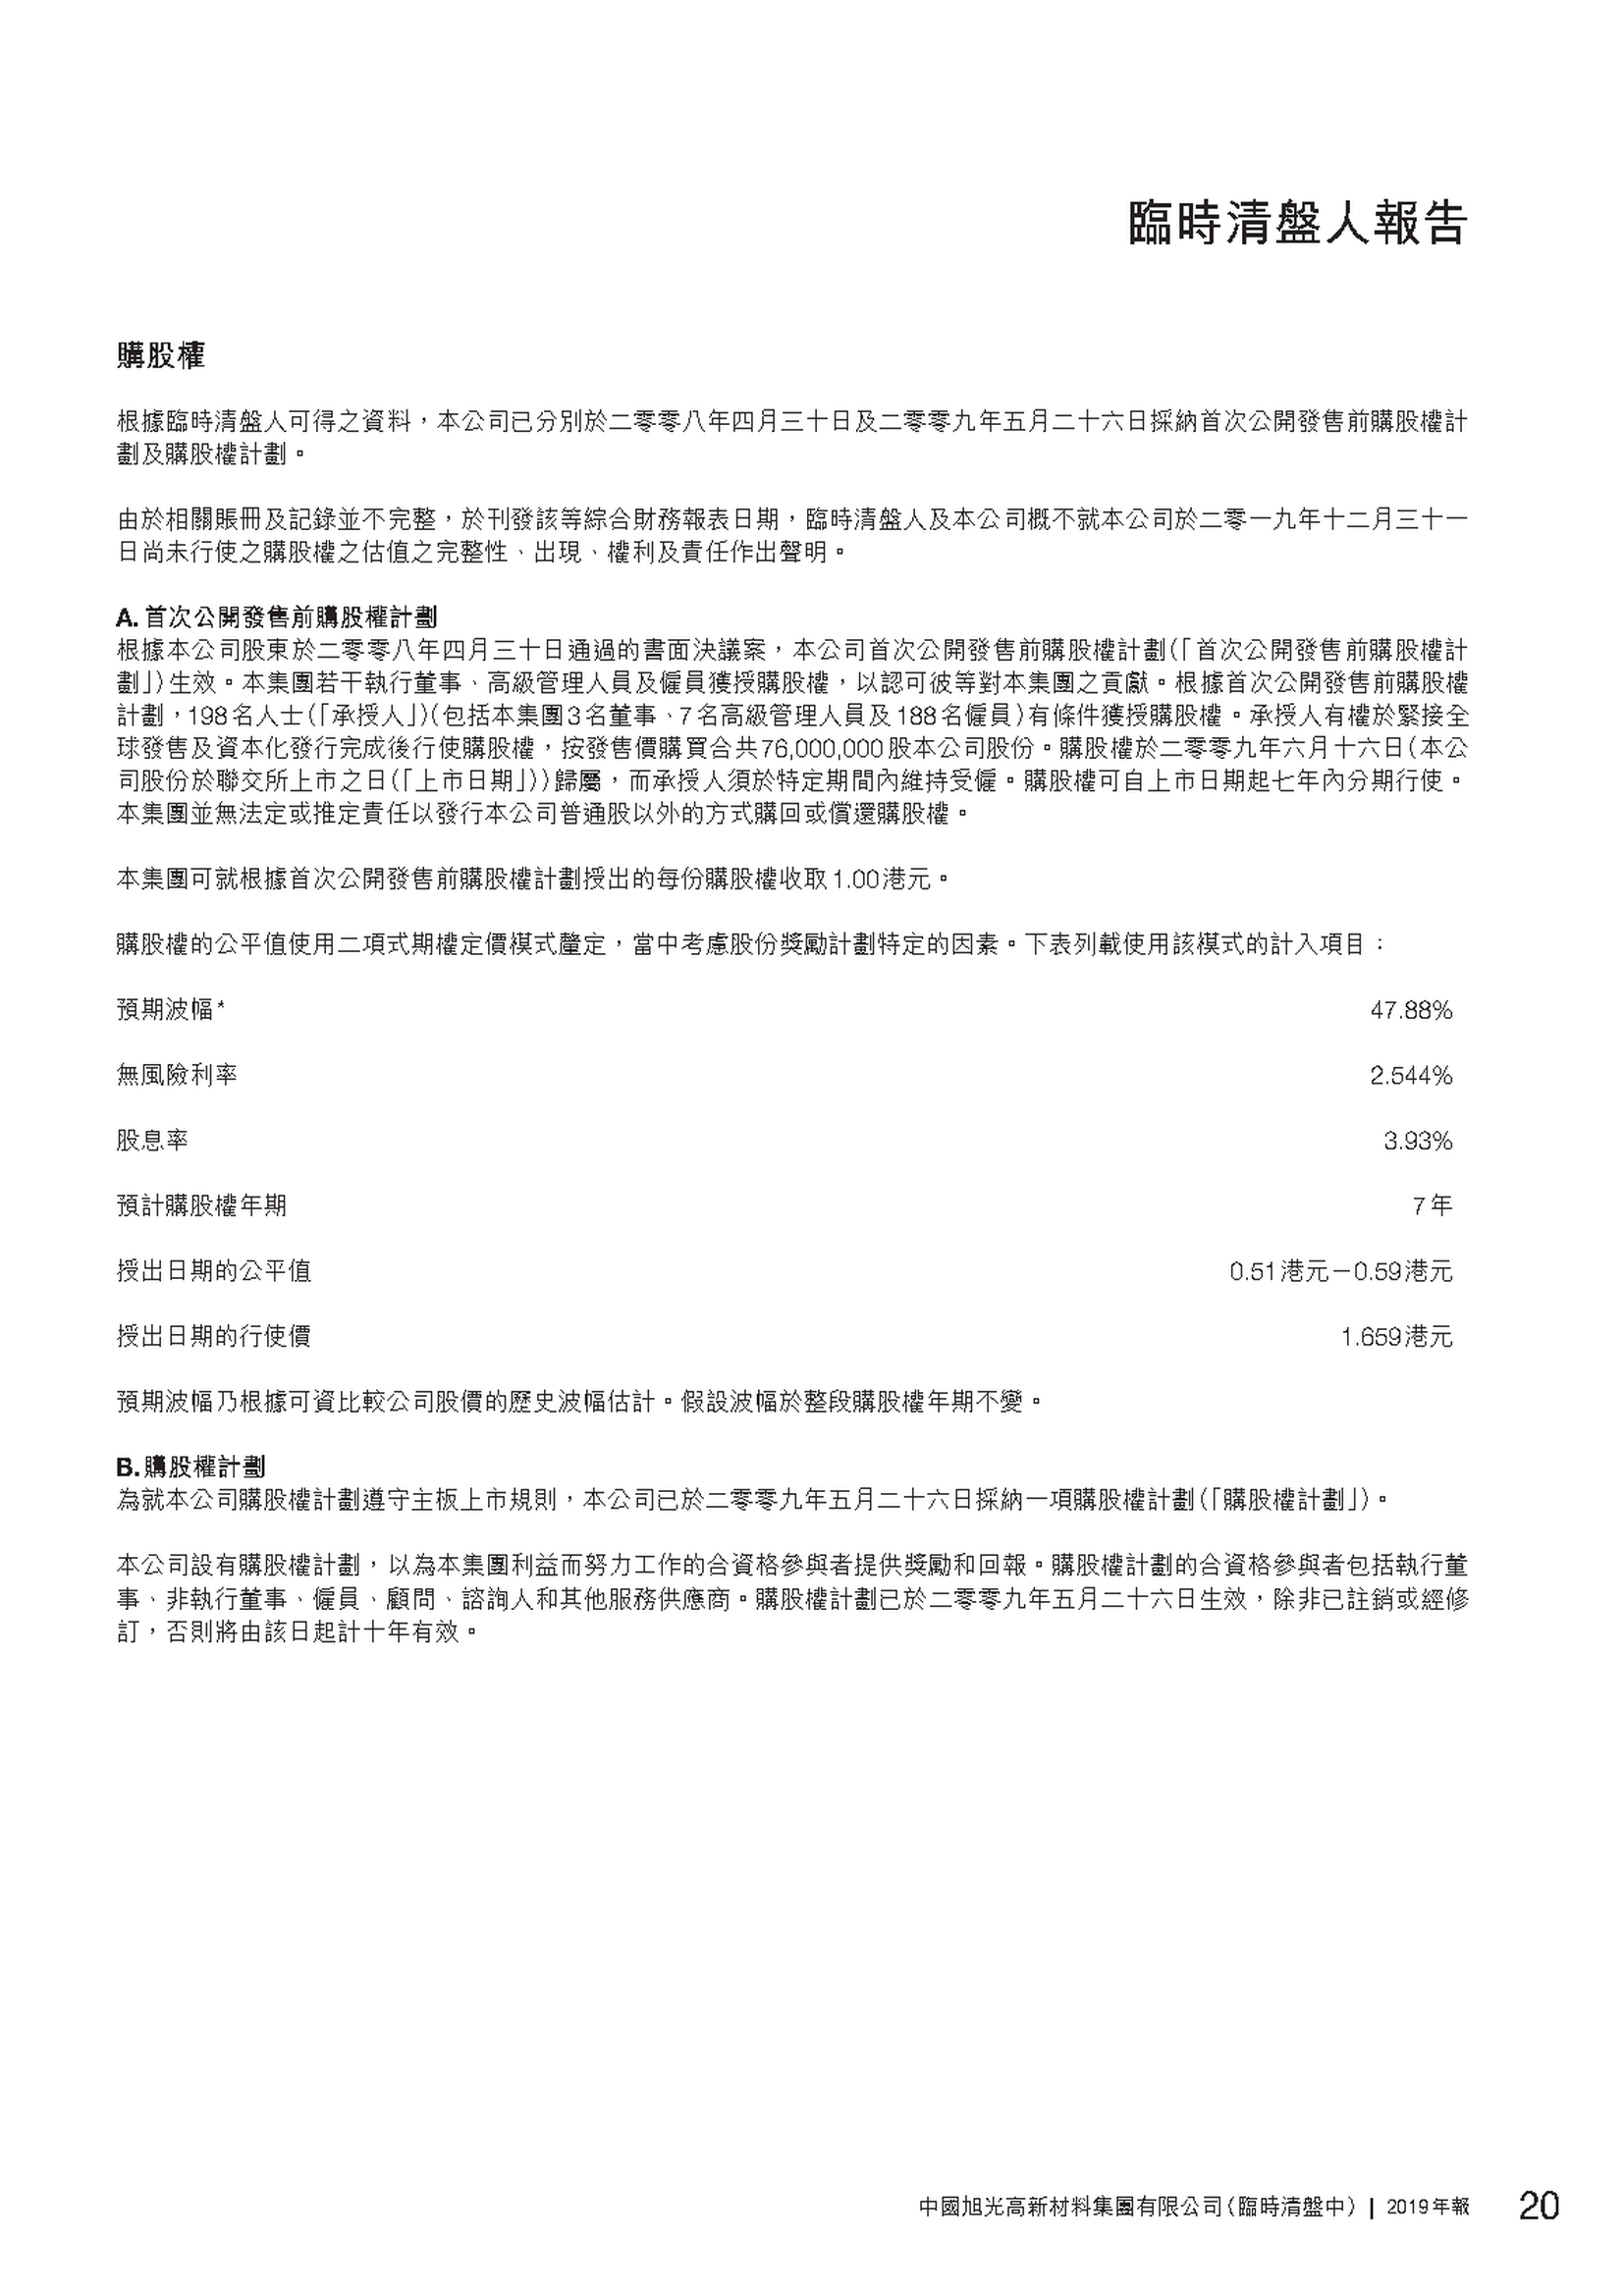 臨時清盤人報告
購股權
根據臨時清盤人可得之資料，本公司已分別於二零零八年四月三十日及二零零九年五月二十六日採納首次公開發售前購股權計
劃及購股權計劃。
由於相關賬冊及記錄並不完整，於刊發該等綜合財務報表日期，臨時清盤人及本公司概不就本公司於二零一九年十二月三十一
日尚未行使之購股權之估值之完整性、出現、權利及責任作出聲明。
A. 首次公開發售前購股權計劃
根據本公司股東於二零零八年四月三十日通過的書面決議案，本公司首次公開發售前購股權計劃（「首次公開發售前購股權計
劃」）生效。本集團若干執行董事、高級管理人員及僱員獲授購股權，以認可彼等對本集團之貢獻。根據首次公開發售前購股權
計劃，198名人士（「承授人」）（包括本集團3名董事、7名高級管理人員及188名僱員）有條件獲授購股權。承授人有權於緊接全
球發售及資本化發行完成後行使購股權，按發售價購買合共76,000,000股本公司股份。購股權於二零零九年六月十六日（本公
司股份於聯交所上市之日（「上市日期」））歸屬，而承授人須於特定期間內維持受僱。購股權可自上市日期起七年內分期行使。
本集團並無法定或推定責任以發行本公司普通股以外的方式購回或償還購股權。
本集團可就根據首次公開發售前購股權計劃授出的每份購股權收取1.00港元。
購股權的公平值使用二項式期權定價模式釐定，當中考慮股份獎勵計劃特定的因素。下表列載使用該模式的計入項目：
預期波幅* 47.88%
無風險利率 2.544%
股息率 3.93%
預計購股權年期 7年
授出日期的公平值 0.51港元－0.59港元
授出日期的行使價 1.659港元
預期波幅乃根據可資比較公司股價的歷史波幅估計。假設波幅於整段購股權年期不變。
B. 購股權計劃
為就本公司購股權計劃遵守主板上市規則，本公司已於二零零九年五月二十六日採納一項購股權計劃（「購股權計劃」）。
本公司設有購股權計劃，以為本集團利益而努力工作的合資格參與者提供獎勵和回報。購股權計劃的合資格參與者包括執行董
事、非執行董事、僱員、顧問、諮詢人和其他服務供應商。購股權計劃已於二零零九年五月二十六日生效，除非已註銷或經修
訂，否則將由該日起計十年有效。
中國旭光高新材料集團有限公司（臨時清盤中） | 2019年報 20